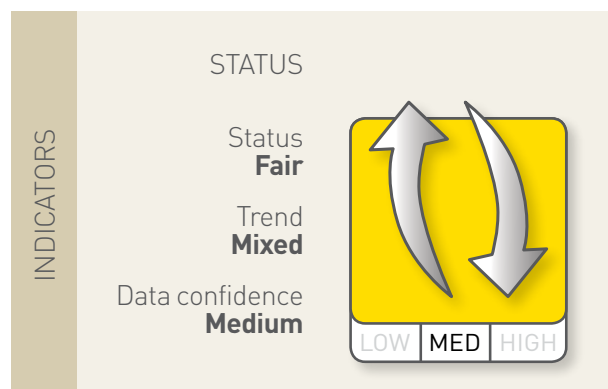 INDICATORS
STATUS
Status
Fair
Trend
Mixed
Data confidence
Medium
LOW MED HIGH